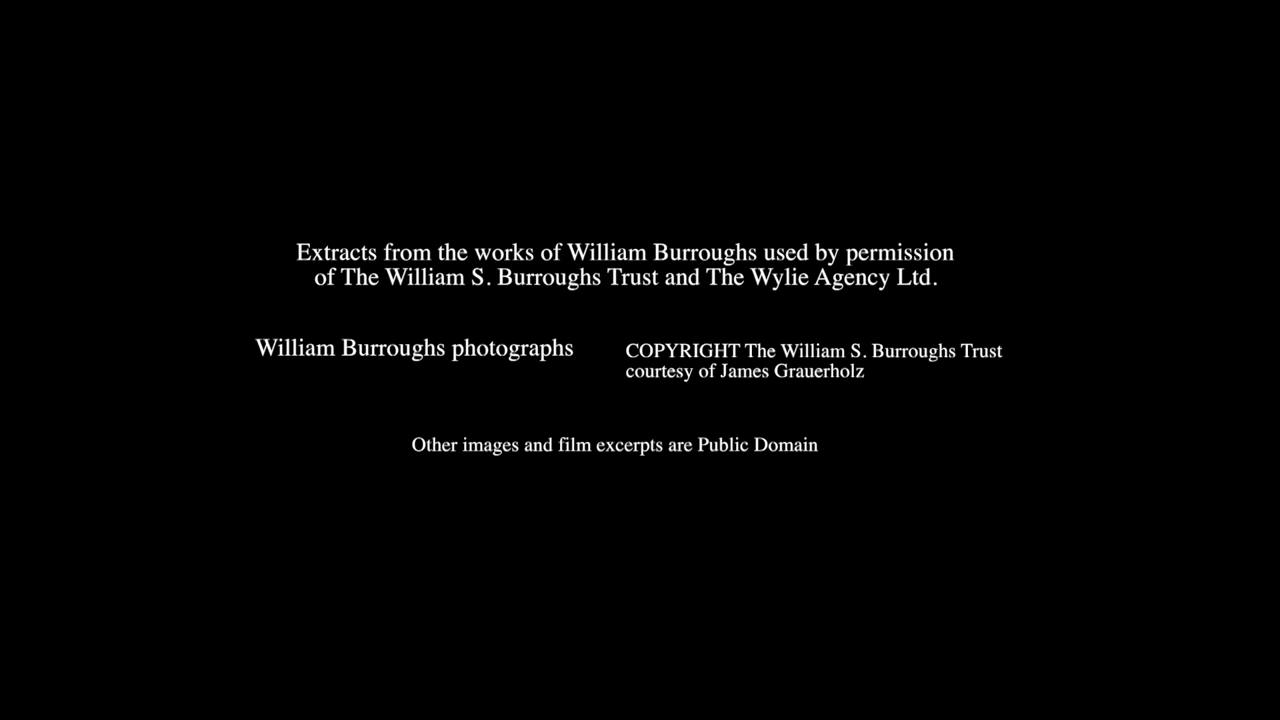 Extracts from the works of William Burroughs used by permission
of The William S. Burroughs Trust and The Wylie Agency Ltd.
William Burroughs photographs
COPYRIGHT The William S. Burroughs Trust
courtesy of James Grauerholz
Other images and film excerpts are Public Domain